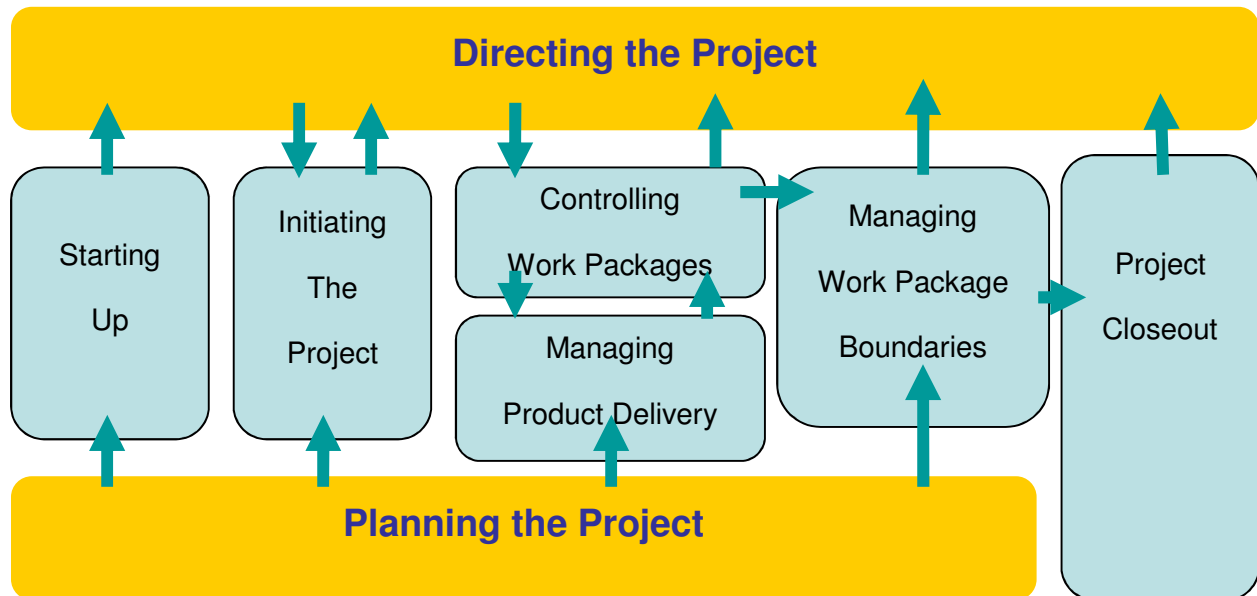 Directing the Project
Starting
Up
Initiating
The
Project
Controlling
Work Packages
Managing
Product Delivery
Managing
Work Package
Boundaries
Project
Closeout
Planning the Project